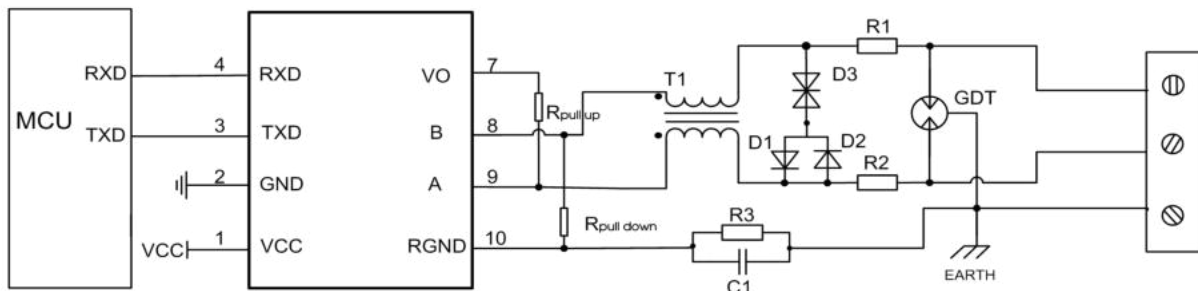 MCU
RXD
TXD
4
3
2
1
VCC
RXD
TXD
GND
VCC
VO
B
A
RGND
7
8
9
10
Rpull up
Rpull down
T1
D3
D1
D2
R1
R2
GDT
R3
C1
EARTH